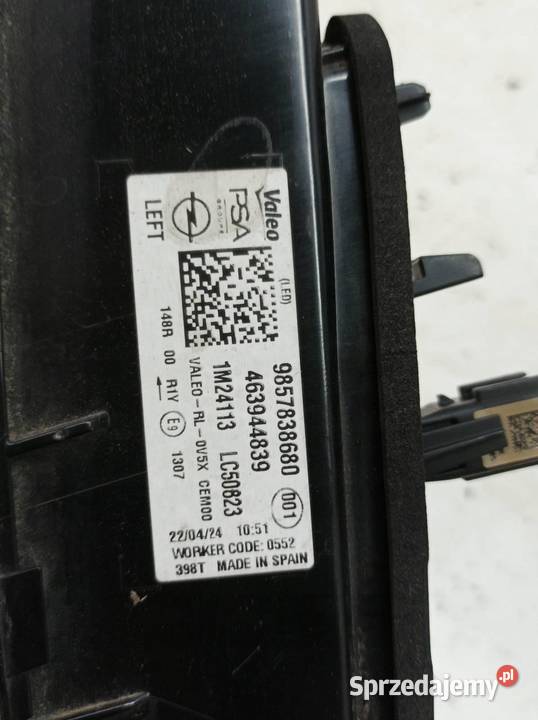 Valeo
PSA
GROUPE
LEFT
(LED)
9857838680
001
463944839
1M24113 LC50823
VALEO-RL-0V5X CEM00
148R 00 R1Y E9 1307
22/04/24 10:51
WORKER CODE: 0552
398T MADE IN SPAIN
Sprzedajemy.pl